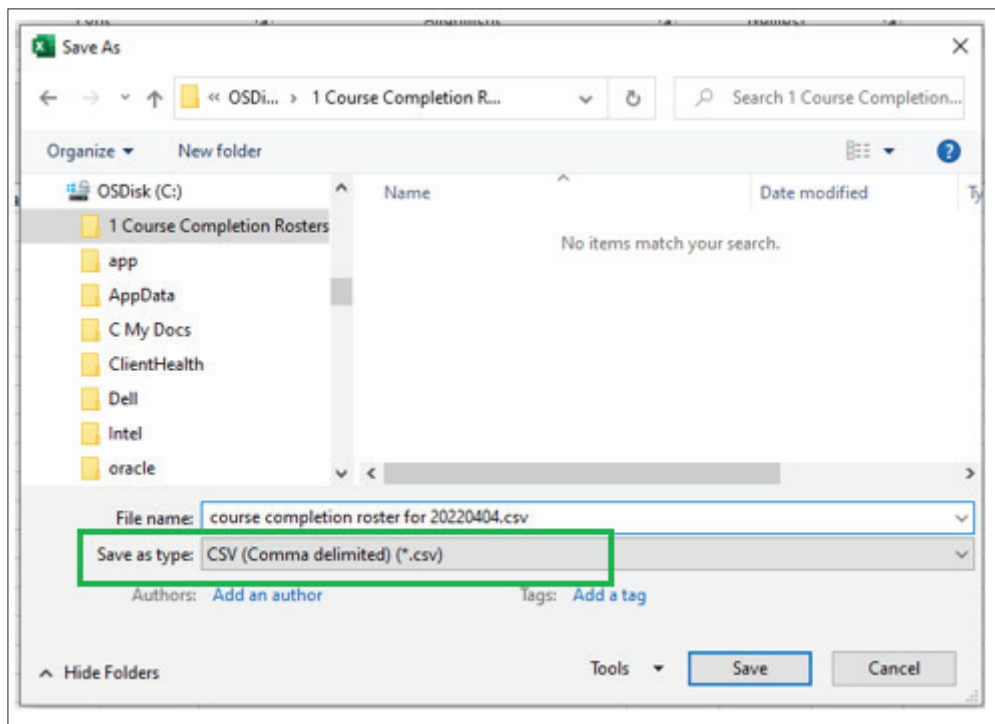 Save As
« OSDi... › 1 Course Completion R...
Search 1 Course Completion...
Organize
New folder
OSDisk (C:)
Name
Date modified
Ty
1 Course Completion Rosters
No items match your search.
app
AppData
C My Docs
ClientHealth
Dell
Intel
oracle
File name: course completion roster for 20220404.csv
Save as type: CSV (Comma delimited) (*.csv)
Authors: Add an author
Tags: Add a tag
Hide Folders
Tools
Save
Cancel